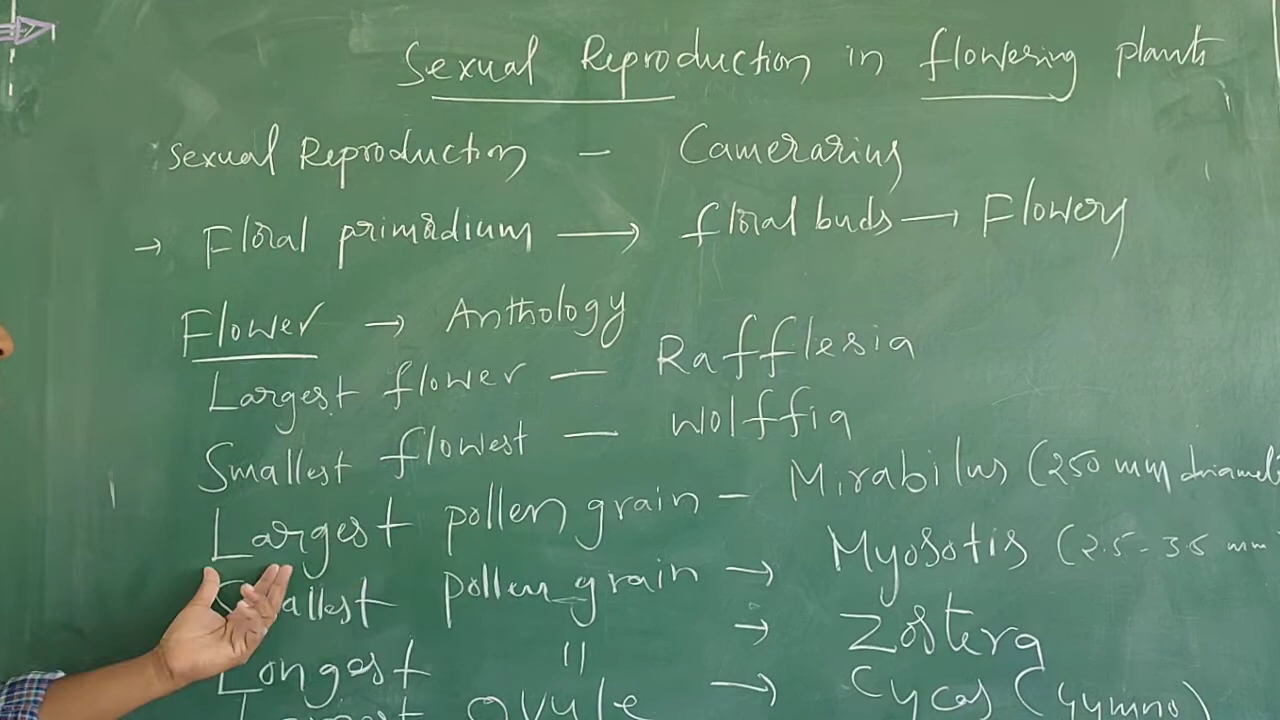 Sexual Reproduction in flowering plants
Sexual Reproduction - Camerarius
→ Floral primordium → floral buds → Flowers
Flower → Anthology
Largest flower - Rafflesia
Smallest flowest - Wolffia
Largest pollen grain - Mirabilus (250 mm
Smallest pollen grain → Myosotis (2.5-3.5 mm
Longest " → Zostera
Largest ovule → Cycas (Gymno)